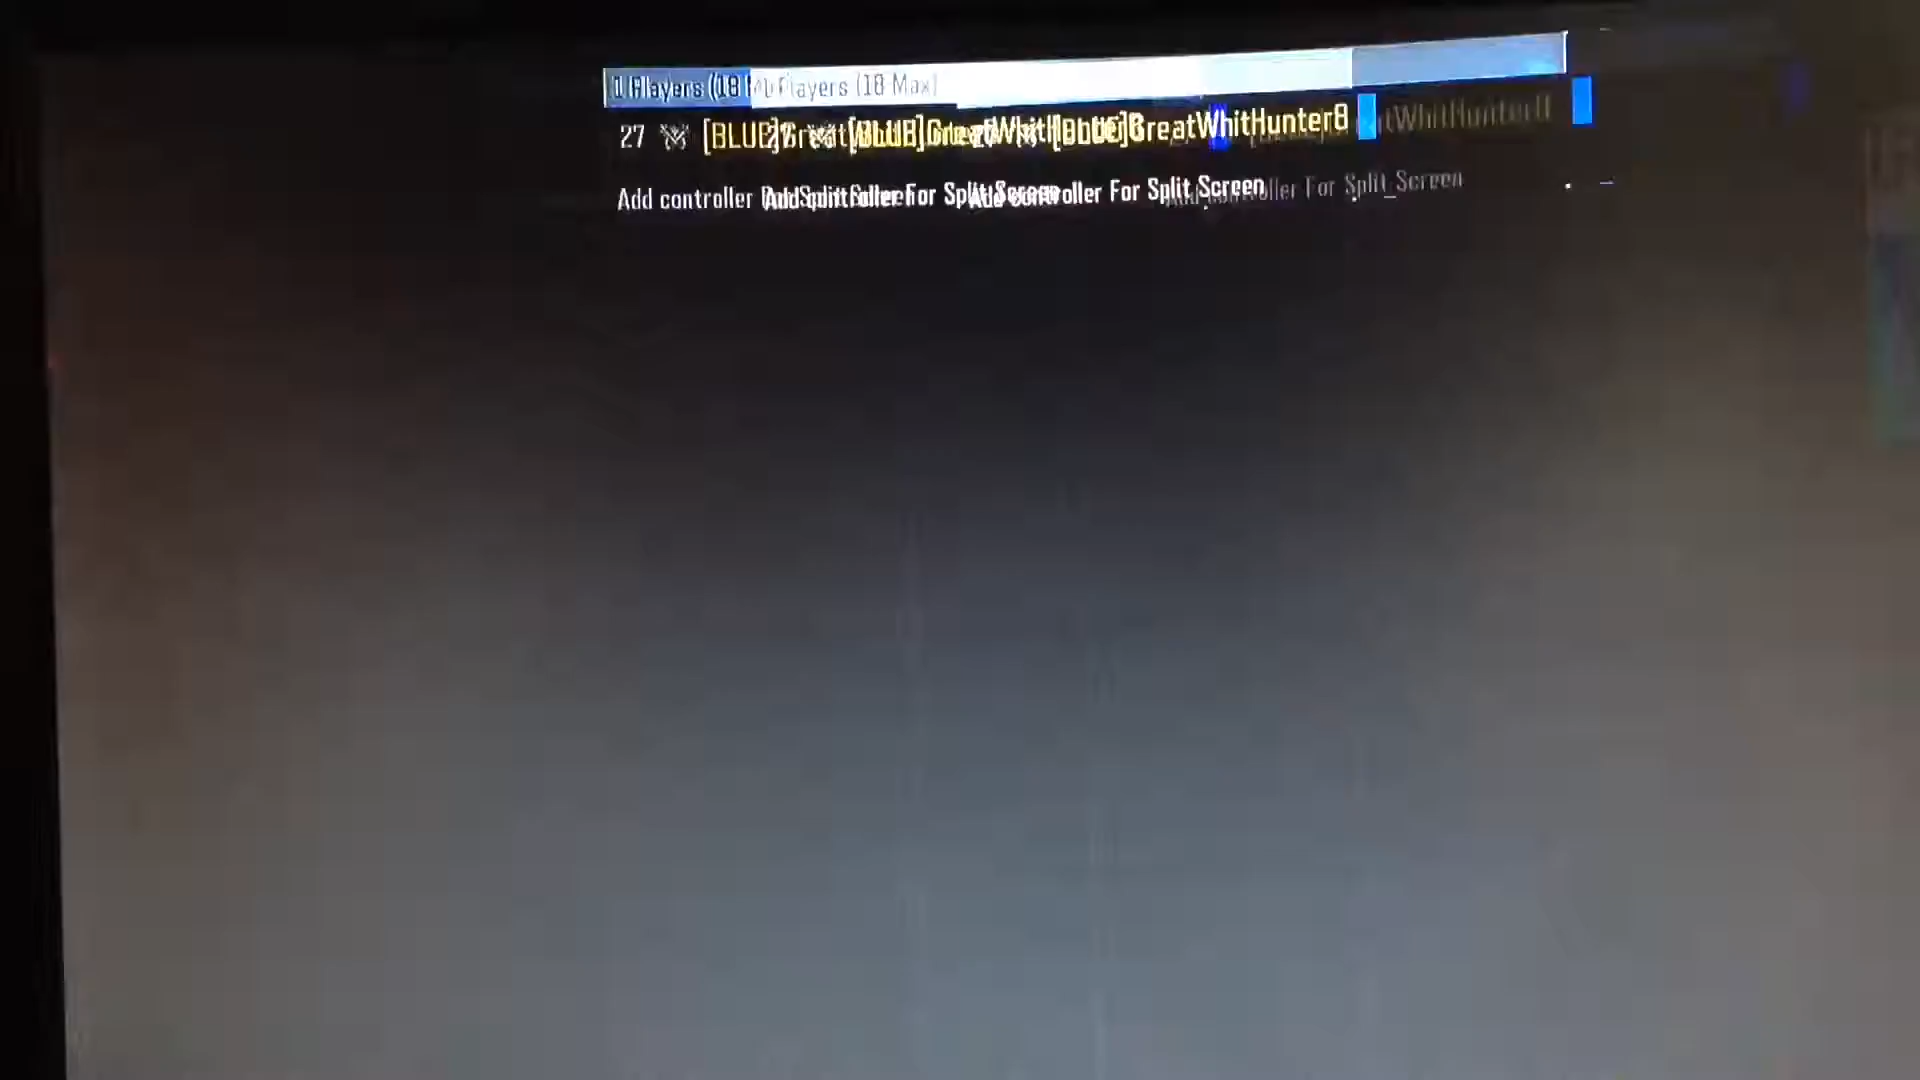 1 Players (18 Max)
27 [BLUE]GreatWhitHunter8
Add controller For Split Screen